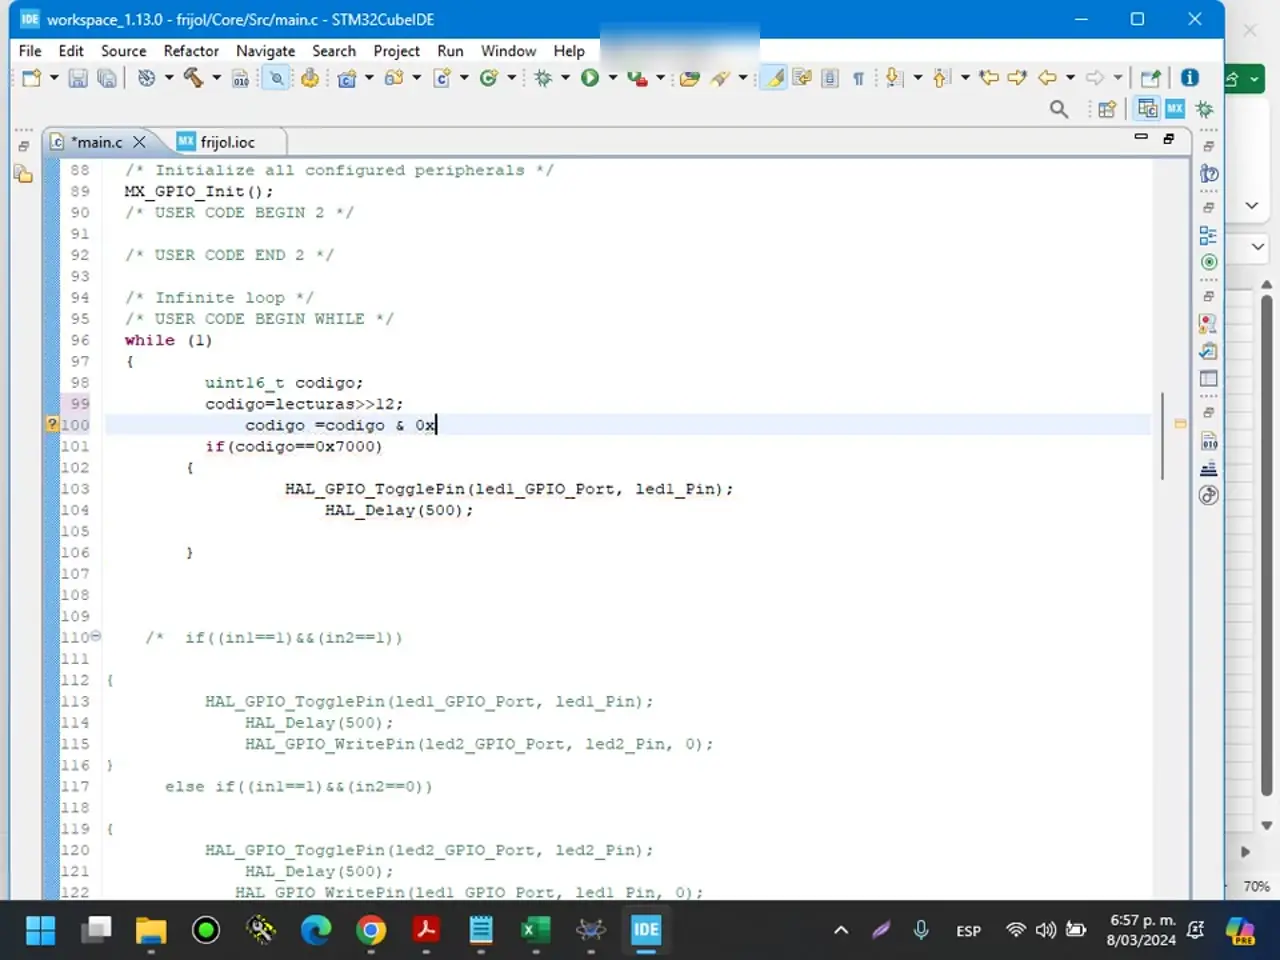 IDE workspace_1.13.0 - frijol/Core/Src/main.c - STM32CubeIDE
File Edit Source Refactor Navigate Search Project Run Window Help
*main.c frijol.ioc
88 /* Initialize all configured peripherals */
89 MX_GPIO_Init();
90 /* USER CODE BEGIN 2 */
91
92 /* USER CODE END 2 */
93
94 /* Infinite loop */
95 /* USER CODE BEGIN WHILE */
96 while (1)
97 {
98 uint16_t codigo;
99 codigo=lecturas>>12;
100 codigo =codigo & 0x
101 if(codigo==0x7000)
102 {
103 HAL_GPIO_TogglePin(led1_GPIO_Port, led1_Pin);
104 HAL_Delay(500);
105
106 }
107
108
109
110 /* if((in1==1)&&(in2==1))
111
112 {
113 HAL_GPIO_TogglePin(led1_GPIO_Port, led1_Pin);
114 HAL_Delay(500);
115 HAL_GPIO_WritePin(led2_GPIO_Port, led2_Pin, 0);
116 }
117 else if((in1==1)&&(in2==0))
118
119 {
120 HAL_GPIO_TogglePin(led2_GPIO_Port, led2_Pin);
121 HAL_Delay(500);
122 HAL_GPIO_WritePin(led1_GPIO_Port, led1_Pin, 0);
70%
IDE
ESP
6:57 p. m.
8/03/2024
PRE